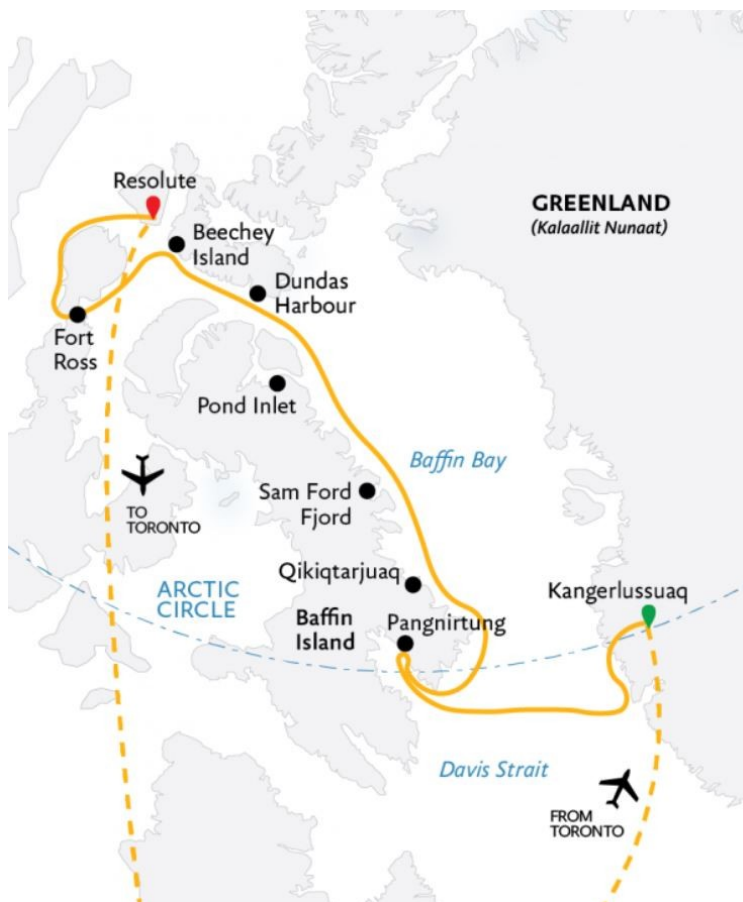 Resolute
GREENLAND
(Kalaallit Nunaat)
Beechey
Island
Dundas
Harbour
Fort
Ross
Pond Inlet
Baffin Bay
TO
TORONTO
Sam Ford
Fjord
Qikiqtarjuaq
ARCTIC
CIRCLE
Kangerlussuaq
Baffin
Island
Pangnirtung
Davis Strait
FROM
TORONTO